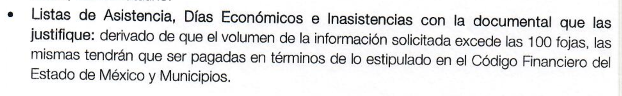 • Listas de Asistencia, Días Económicos e Inasistencias con la documental que las
justifique: derivado de que el volumen de la información solicitada excede las 100 fojas, las
mismas tendrán que ser pagadas en términos de lo estipulado en el Código Financiero del
Estado de México y Municipios.